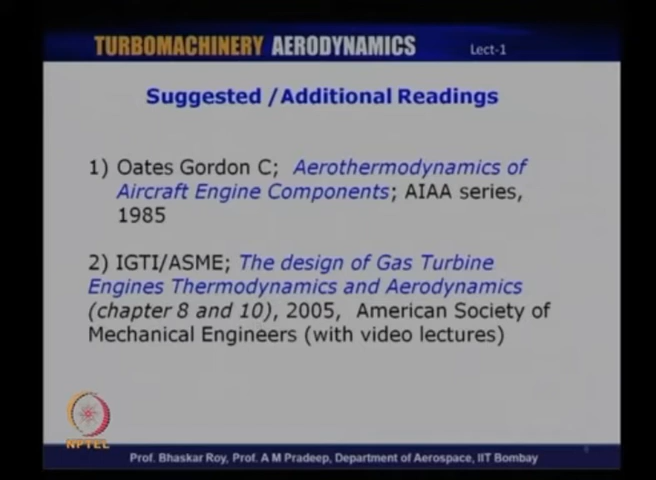 TURBOMACHINERY AERODYNAMICS Lect-1
Suggested /Additional Readings
1) Oates Gordon C; Aerothermodynamics of
Aircraft Engine Components; AIAA series,
1985
2) IGTI/ASME; The design of Gas Turbine
Engines Thermodynamics and Aerodynamics
(chapter 8 and 10), 2005, American Society of
Mechanical Engineers (with video lectures)
NPTEL
Prof. Bhaskar Roy, Prof. A M Pradeep, Department of Aerospace, IIT Bombay